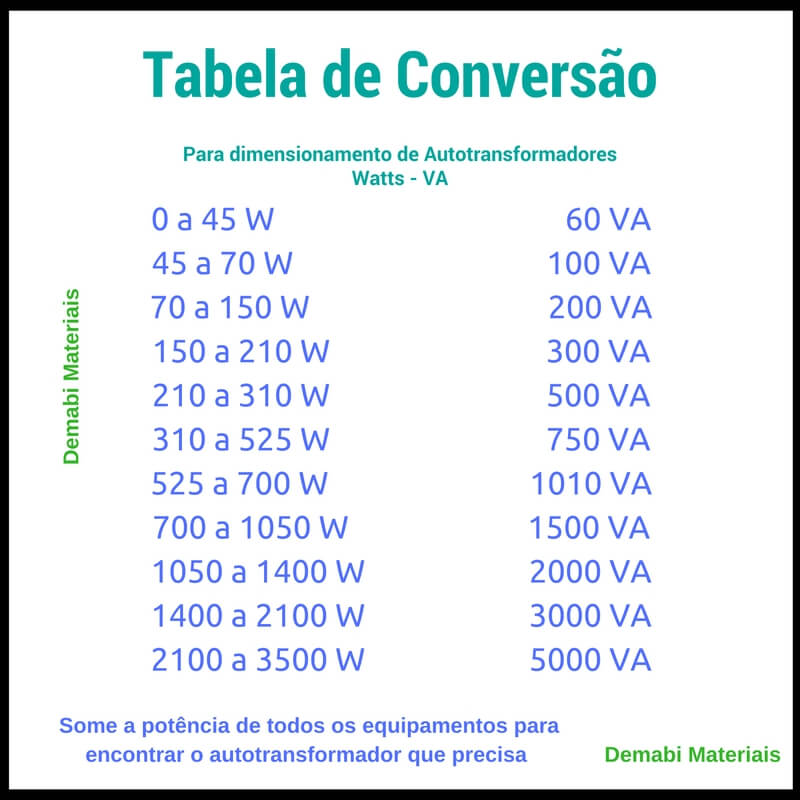 Tabela de Conversão
Para dimensionamento de Autotransformadores
Watts - VA
0 a 45 W 60 VA
45 a 70 W 100 VA
70 a 150 W 200 VA
150 a 210 W 300 VA
210 a 310 W 500 VA
310 a 525 W 750 VA
525 a 700 W 1010 VA
700 a 1050 W 1500 VA
1050 a 1400 W 2000 VA
1400 a 2100 W 3000 VA
2100 a 3500 W 5000 VA
Demabi Materiais
Some a potência de todos os equipamentos para
encontrar o autotransformador que precisa
Demabi Materiais